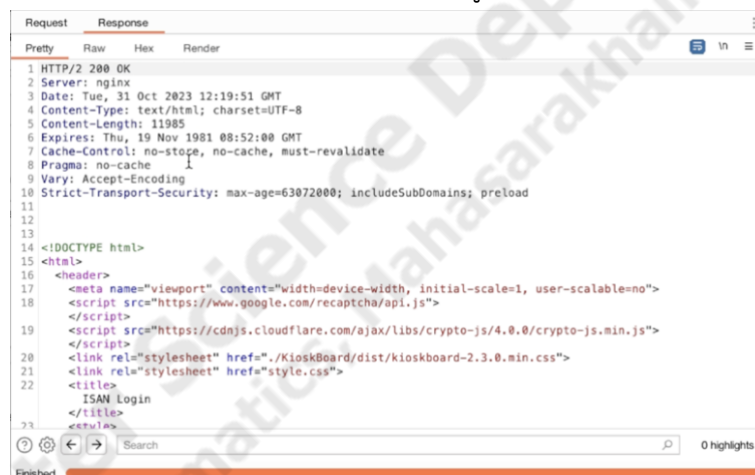 Request Response
Pretty Raw Hex Render \n
1 HTTP/2 200 OK
2 Server: nginx
3 Date: Tue, 31 Oct 2023 12:19:51 GMT
4 Content-Type: text/html; charset=UTF-8
5 Content-Length: 11985
6 Expires: Thu, 19 Nov 1981 08:52:00 GMT
7 Cache-Control: no-store, no-cache, must-revalidate
8 Pragma: no-cache
9 Vary: Accept-Encoding
10 Strict-Transport-Security: max-age=63072000; includeSubDomains; preload
11
12
13
14 <!DOCTYPE html>
15 <html>
16 <header>
17 <meta name="viewport" content="width=device-width, initial-scale=1, user-scalable=no">
18 <script src="https://www.google.com/recaptcha/api.js">
</script>
19 <script src="https://cdnjs.cloudflare.com/ajax/libs/crypto-js/4.0.0/crypto-js.min.js">
</script>
20 <link rel="stylesheet" href="./KioskBoard/dist/kioskboard-2.3.0.min.css">
21 <link rel="stylesheet" href="style.css">
22 <title>
ISAN Login
</title>
23 <style>
Search 0 highlights
Finished
Science Dep
matics, Mahasarakham